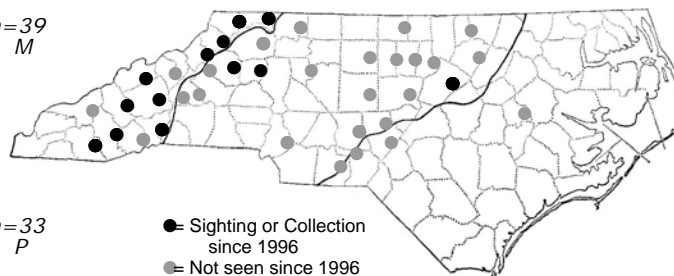 =39
M
=33
P
= Sighting or Collection
since 1996
= Not seen since 1996